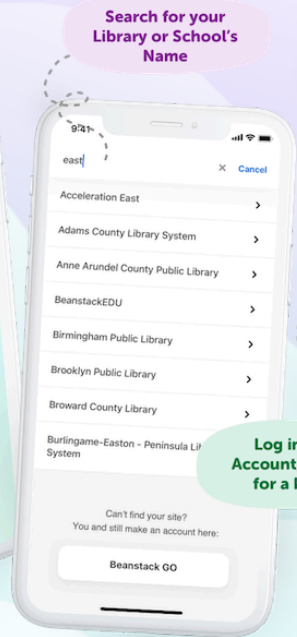 Search for your
Library or School's
Name
9:41
east
Cancel
Acceleration East
Adams County Library System
Anne Arundel County Public Library
BeanstackEDU
Birmingham Public Library
Brooklyn Public Library
Broward County Library
Burlingame-Easton - Peninsula
System
Log in
Account
for a
Can't find your site?
You and still make an account here:
Beanstack GO